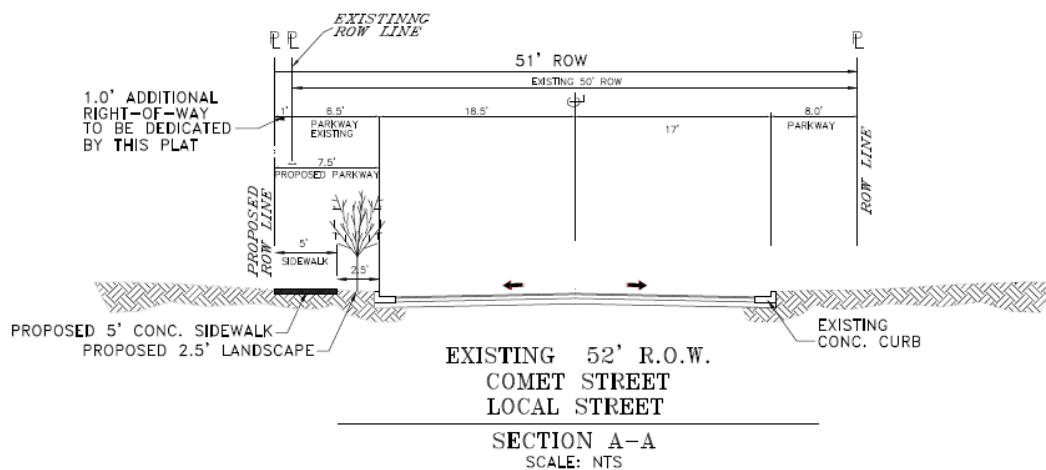 EXISTINNG
ROW LINE
51' ROW
EXISTING 50' ROW
1.0' ADDITIONAL
RIGHT-OF-WAY
TO BE DEDICATED
BY THIS PLAT
1'
6.5'
PARKWAY
EXISTING
18.5'
17'
8.0'
PARKWAY
7.5'
PROPOSED PARKWAY
PROPOSED
ROW LINE
ROW LINE
5'
SIDEWALK
2.5'
PROPOSED 5' CONC. SIDEWALK
PROPOSED 2.5' LANDSCAPE
EXISTING
CONC. CURB
EXISTING 52' R.O.W.
COMET STREET
LOCAL STREET
SECTION A-A
SCALE: NTS